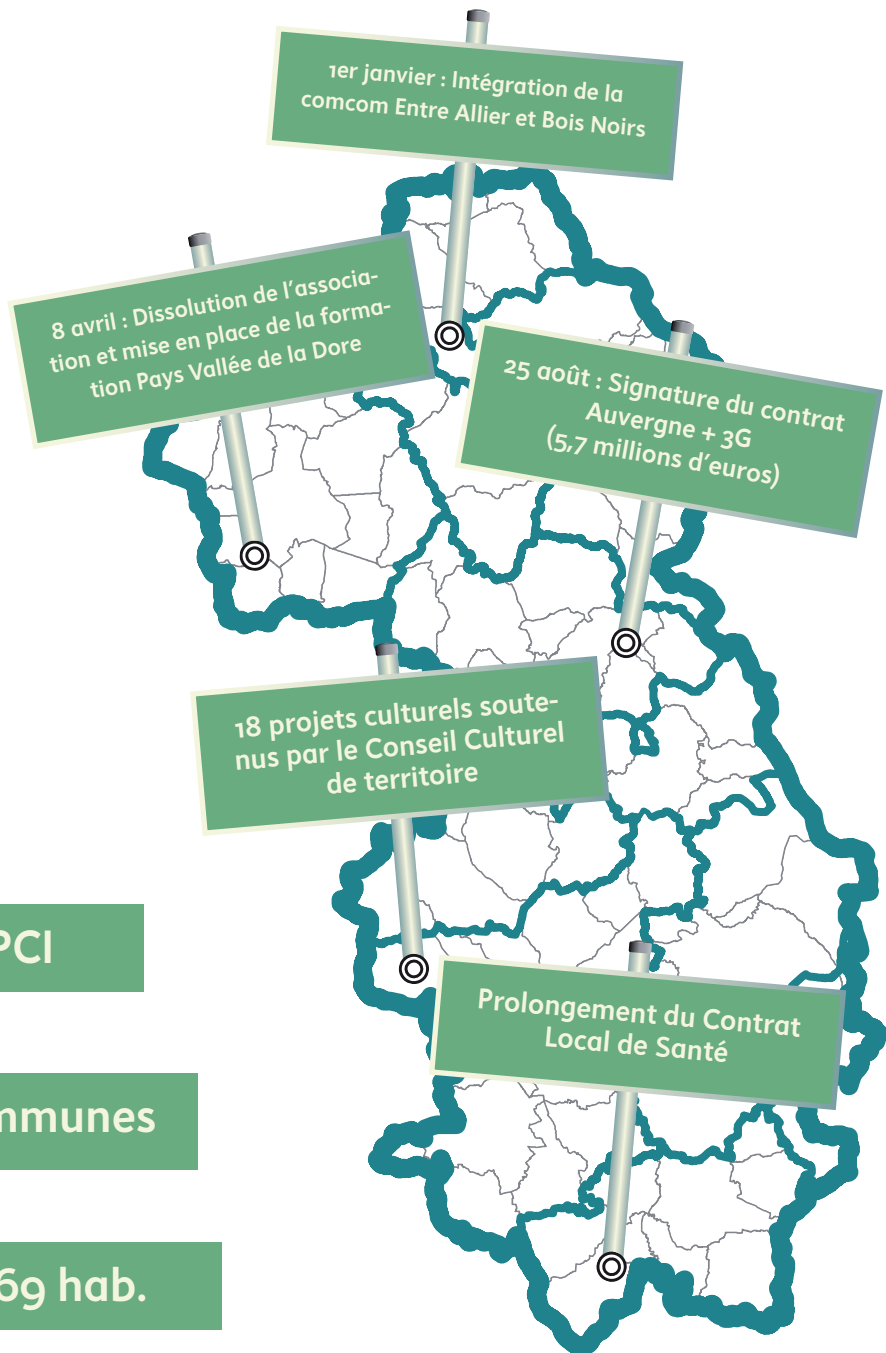 1er janvier : Intégration de la
comcom Entre Allier et Bois Noirs
8 avril : Dissolution de l'associa-
tion et mise en place de la forma-
tion Pays Vallée de la Dore
25 août : Signature du contrat
Auvergne + 3G
(5,7 millions d'euros)
18 projets culturels soute-
nus par le Conseil Culturel
de territoire
PCI
Prolongement du Contrat
Local de Santé
mmunes
69 hab.